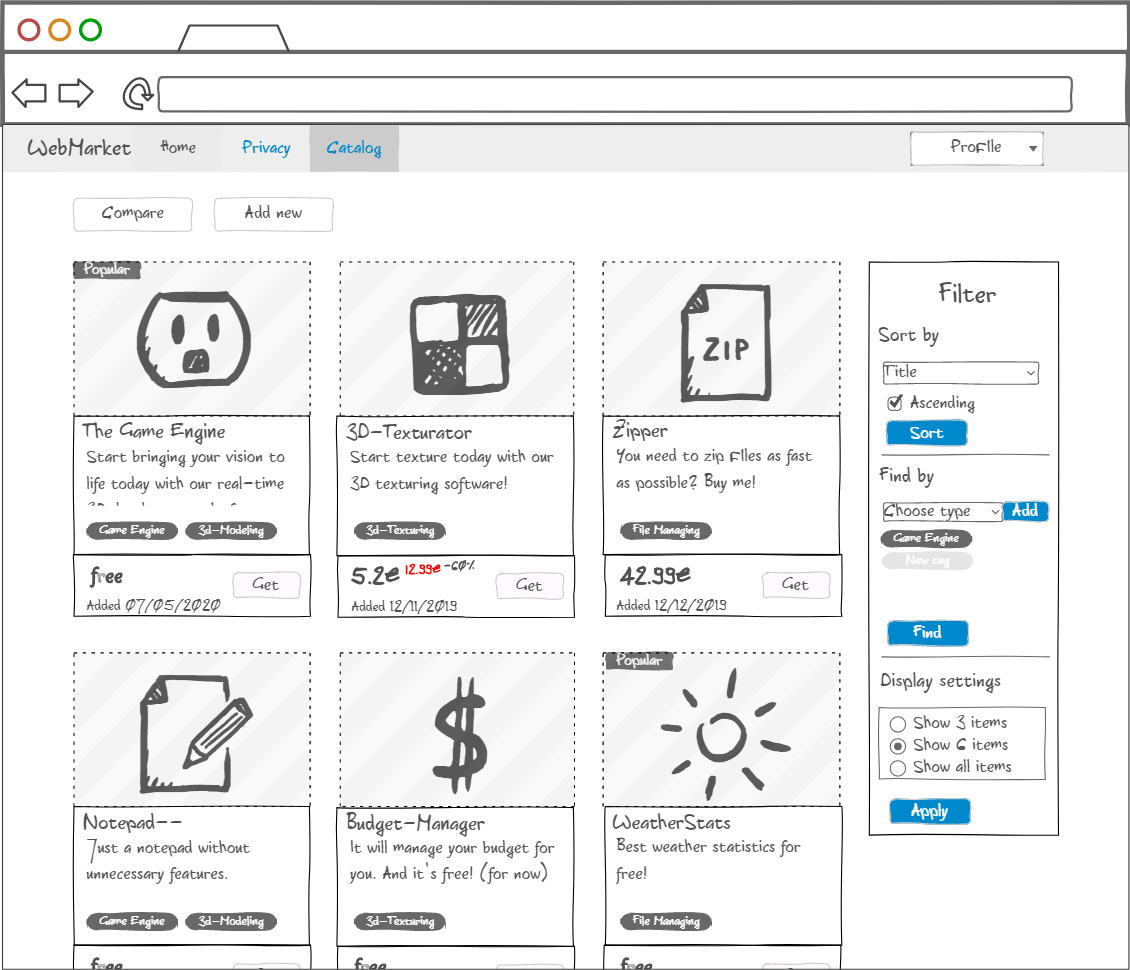 WebMarket Home Privacy Catalog Profile
Compare Add new
Popular
The Game Engine
Start bringing your vision to
life today with our real-time
Game Engine 3d-Modeling
free
Added 07/05/2020
Get
3D-Texturator
Start texture today with our
3D texturing software!
3d-Texturing
5.2€ 12.99€ -60%
Added 12/11/2019
Get
ZIP
Zipper
You need to zip files as fast
as possible? Buy me!
File Managing
42.99€
Added 12/12/2019
Get
Notepad--
Just a notepad without
unnecessary features.
Game Engine 3d-Modeling
free
Budget-Manager
It will manage your budget for
you. And it's free! (for now)
3d-Texturing
free
Popular
WeatherStats
Best weather statistics for
free!
File Managing
free
Filter
Sort by
Title
Ascending
Sort
Find by
Choose type Add
Game Engine
New tag
Find
Display settings
Show 3 items
Show 6 items
Show all items
Apply